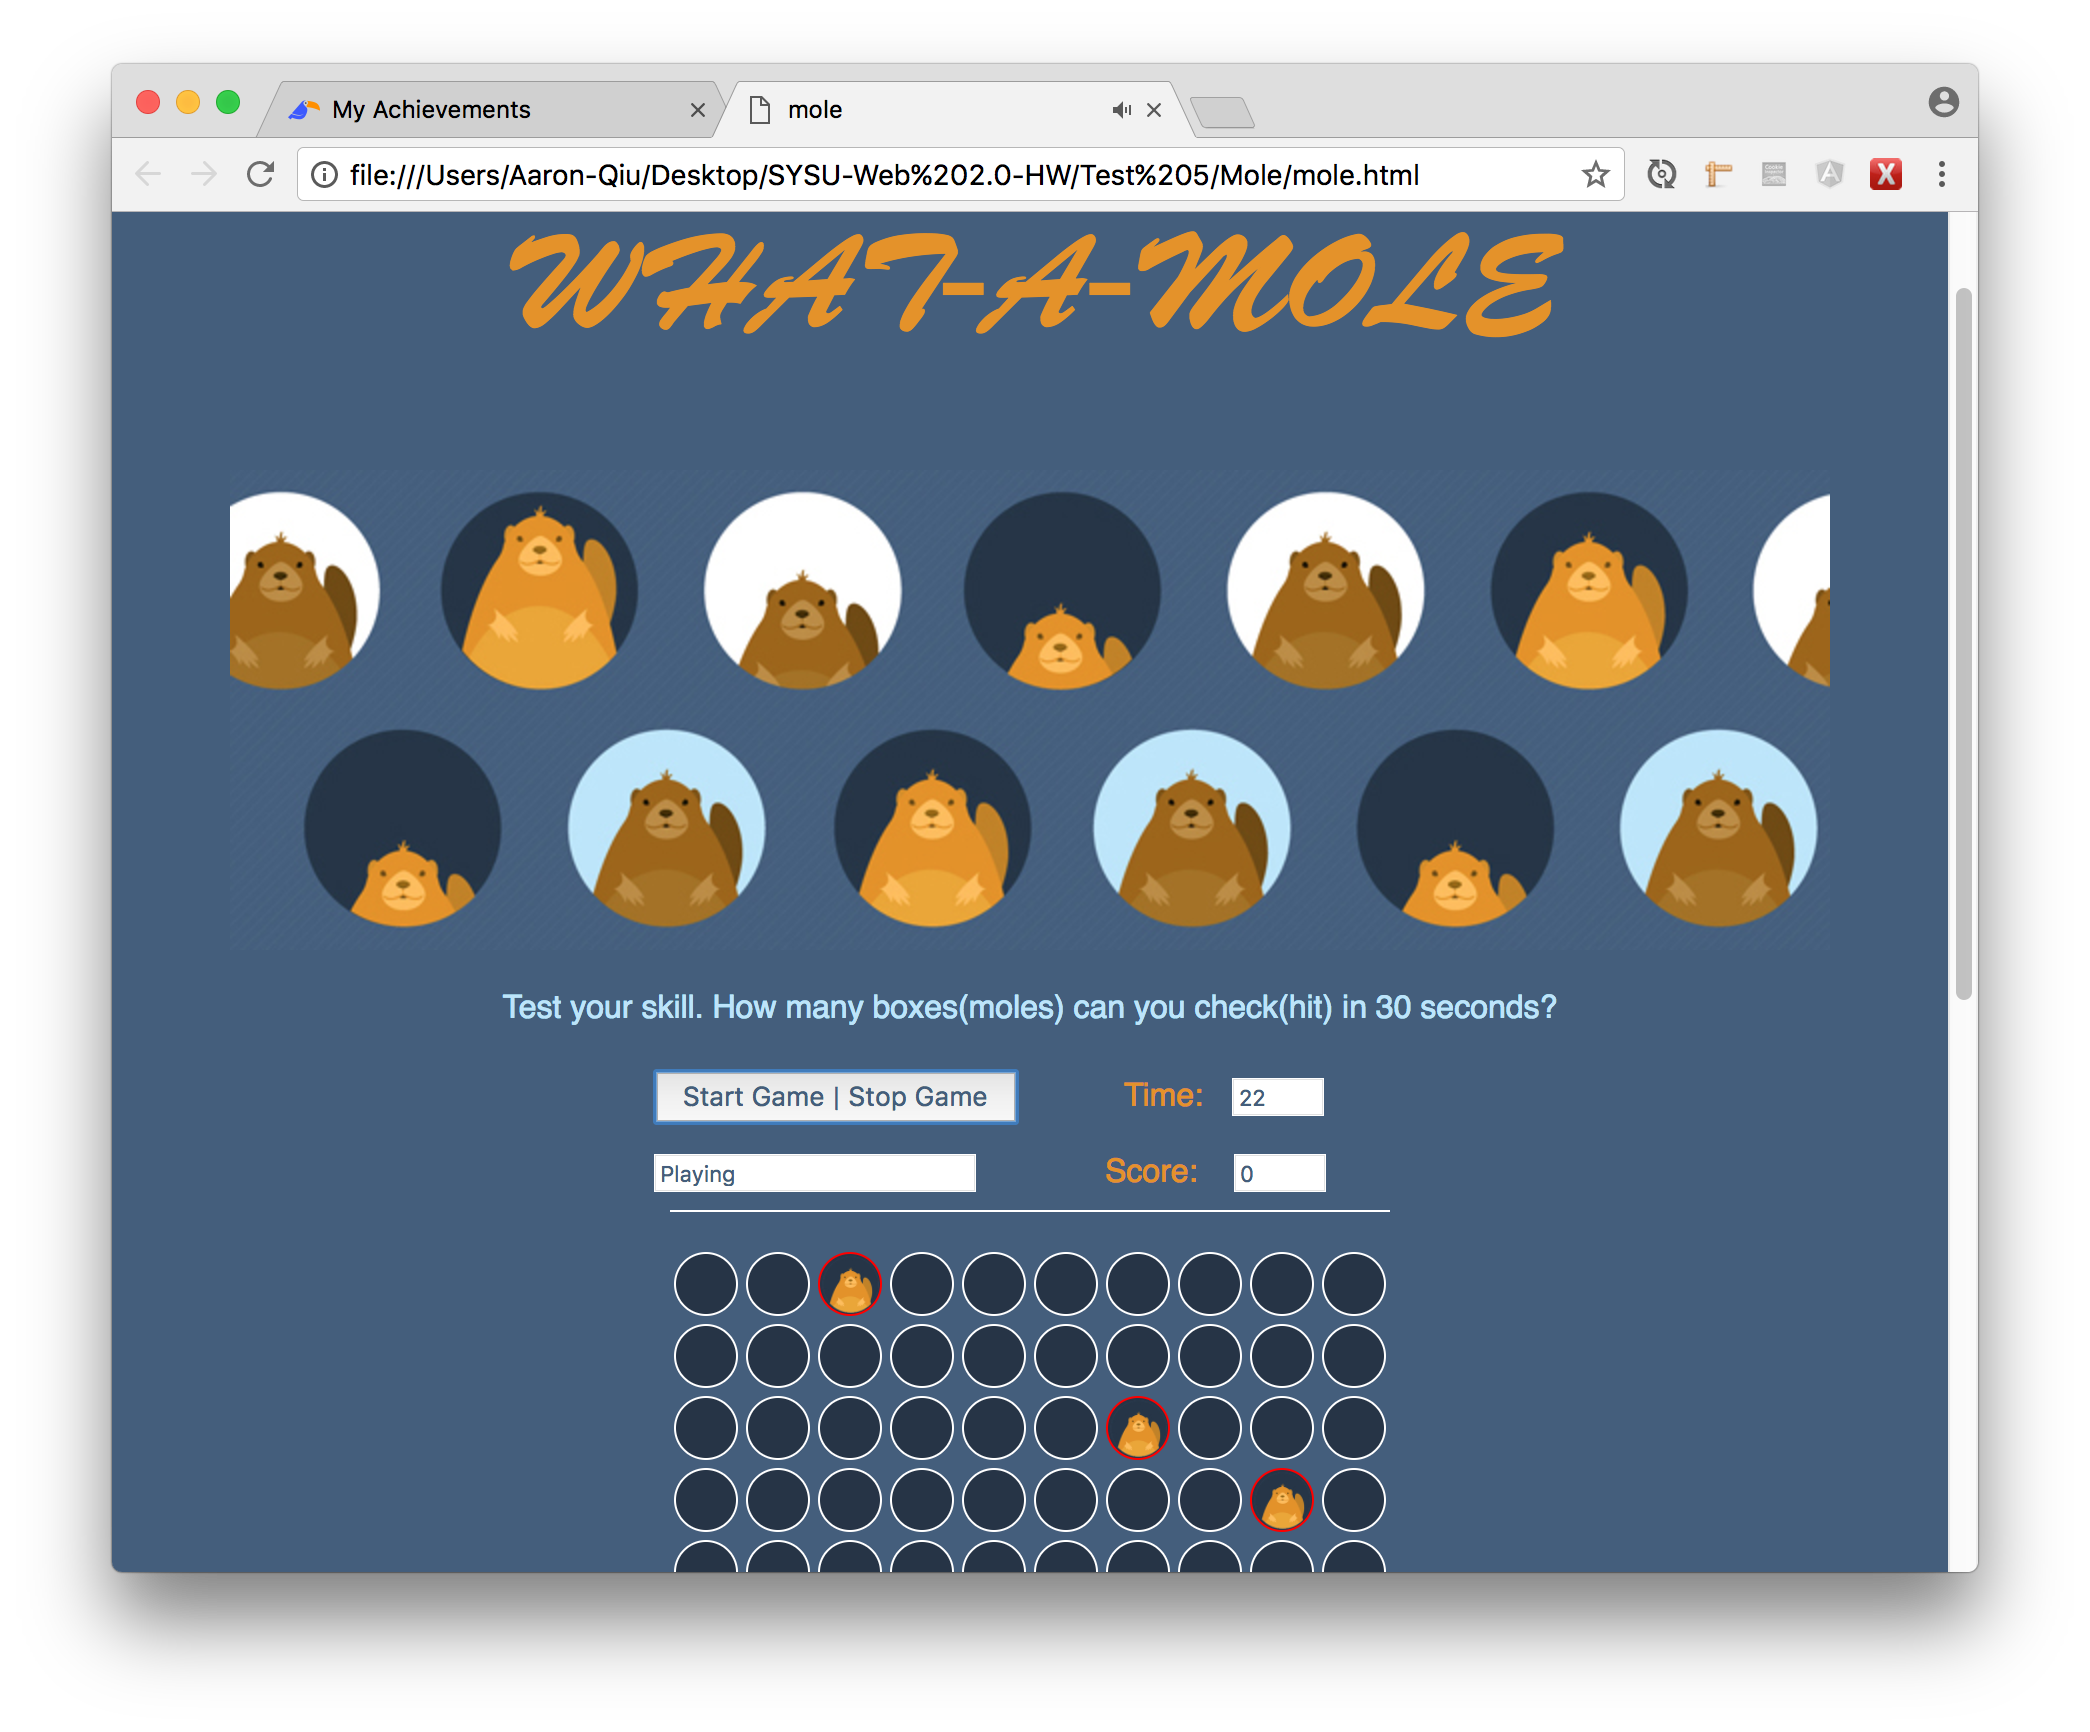 My Achievements
mole
file:///Users/Aaron-Qiu/Desktop/SYSU-Web%202.0-HW/Test%205/Mole/mole.html
WHAT-A-MOLE
Test your skill. How many boxes(moles) can you check(hit) in 30 seconds?
Start Game | Stop Game
Time: 22
Playing
Score: 0